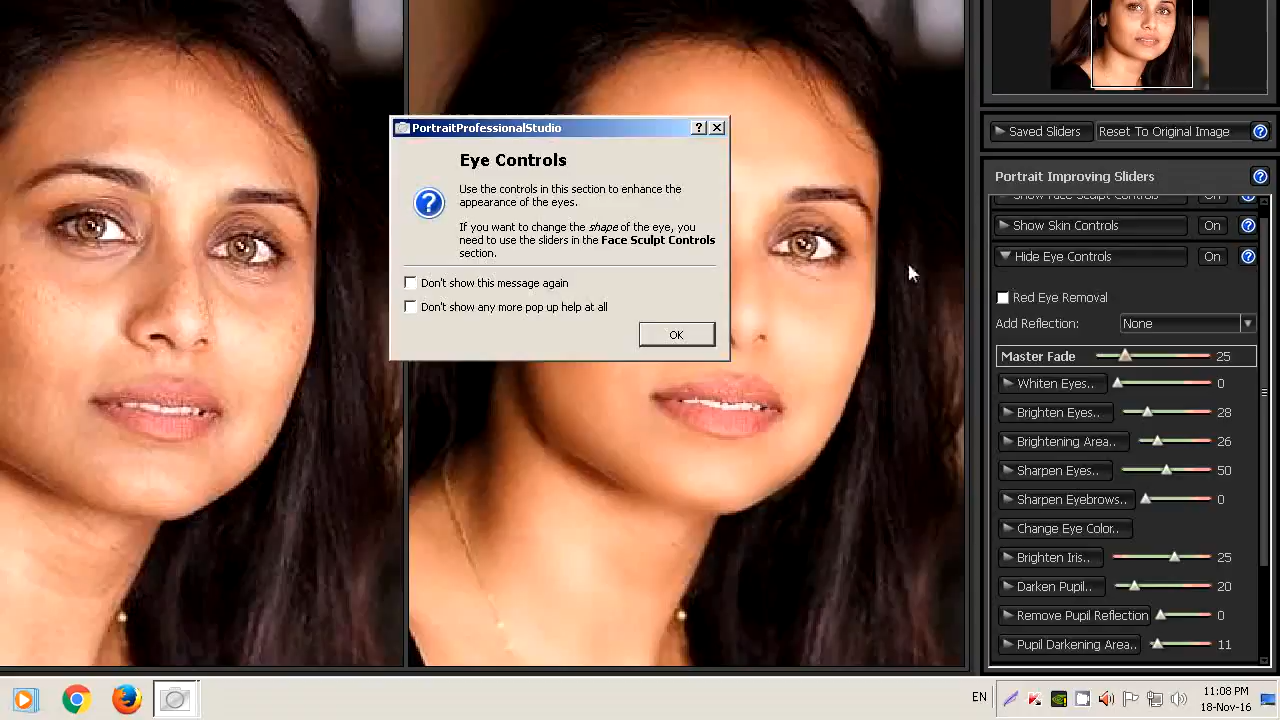 PortraitProfessionalStudio
Eye Controls
Use the controls in this section to enhance the
appearance of the eyes.
If you want to change the shape of the eye, you
need to use the sliders in the Face Sculpt Controls
section.
Don't show this message again
Don't show any more pop up help at all
OK
Saved Sliders
Reset To Original Image
Portrait Improving Sliders
Show Face Sculpt Controls On
Show Skin Controls On
Hide Eye Controls On
Red Eye Removal
Add Reflection: None
Master Fade 25
Whiten Eyes.. 0
Brighten Eyes.. 28
Brightening Area.. 26
Sharpen Eyes.. 50
Sharpen Eyebrows.. 0
Change Eye Color..
Brighten Iris.. 25
Darken Pupil.. 20
Remove Pupil Reflection 0
Pupil Darkening Area.. 11
EN
11:08 PM
18-Nov-16